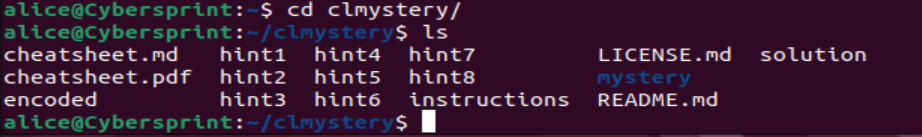 alice@Cybersprint:~$ cd clmystery/
alice@Cybersprint:~/clmystery$ ls
cheatsheet.md   hint1  hint4  hint7         LICENSE.md  solution
cheatsheet.pdf  hint2  hint5  hint8         mystery
encoded         hint3  hint6  instructions  README.md
alice@Cybersprint:~/clmystery$